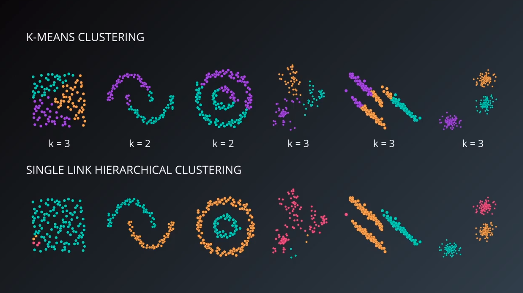 K-MEANS CLUSTERING
k = 3 k = 2 k = 2 k = 3 k = 3 k = 3
SINGLE LINK HIERARCHICAL CLUSTERING